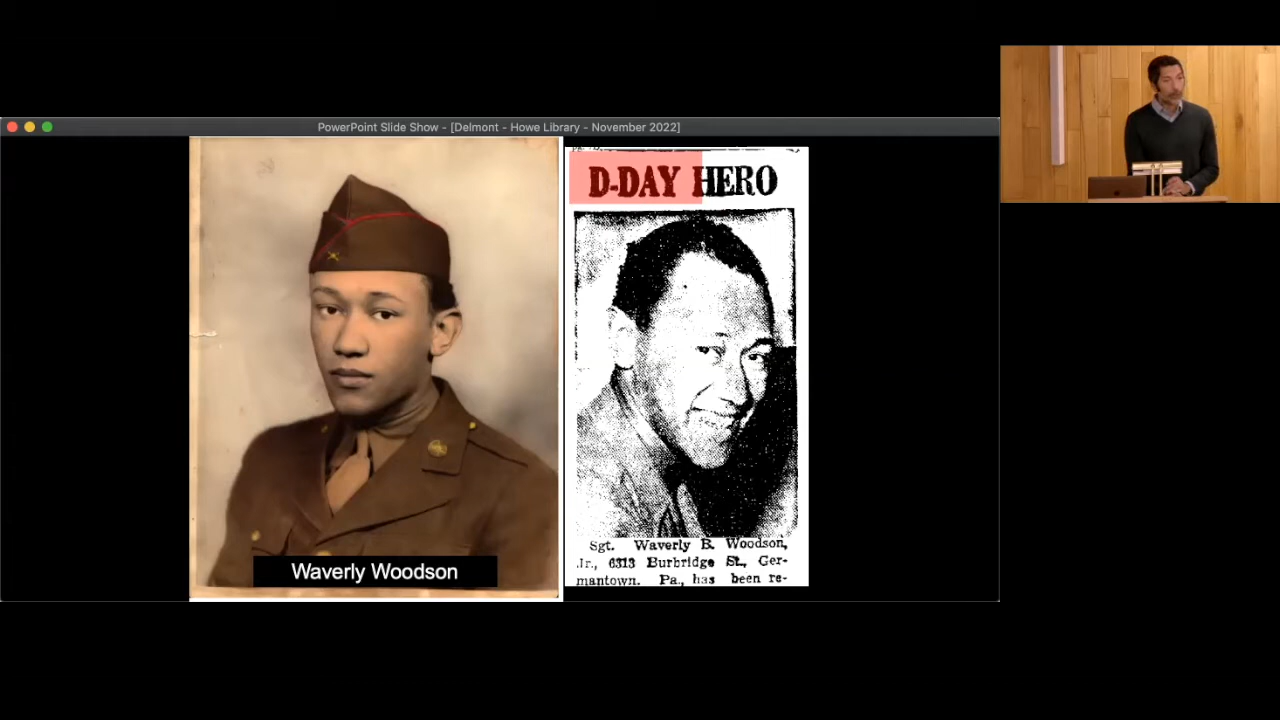 PowerPoint Slide Show - [Delmont - Howe Library - November 2022]
D-DAY HERO
Waverly Woodson
Sgt. Waverly B. Woodson,
Jr., 6313 Burbridge St., Ger-
mantown. Pa., has been re-